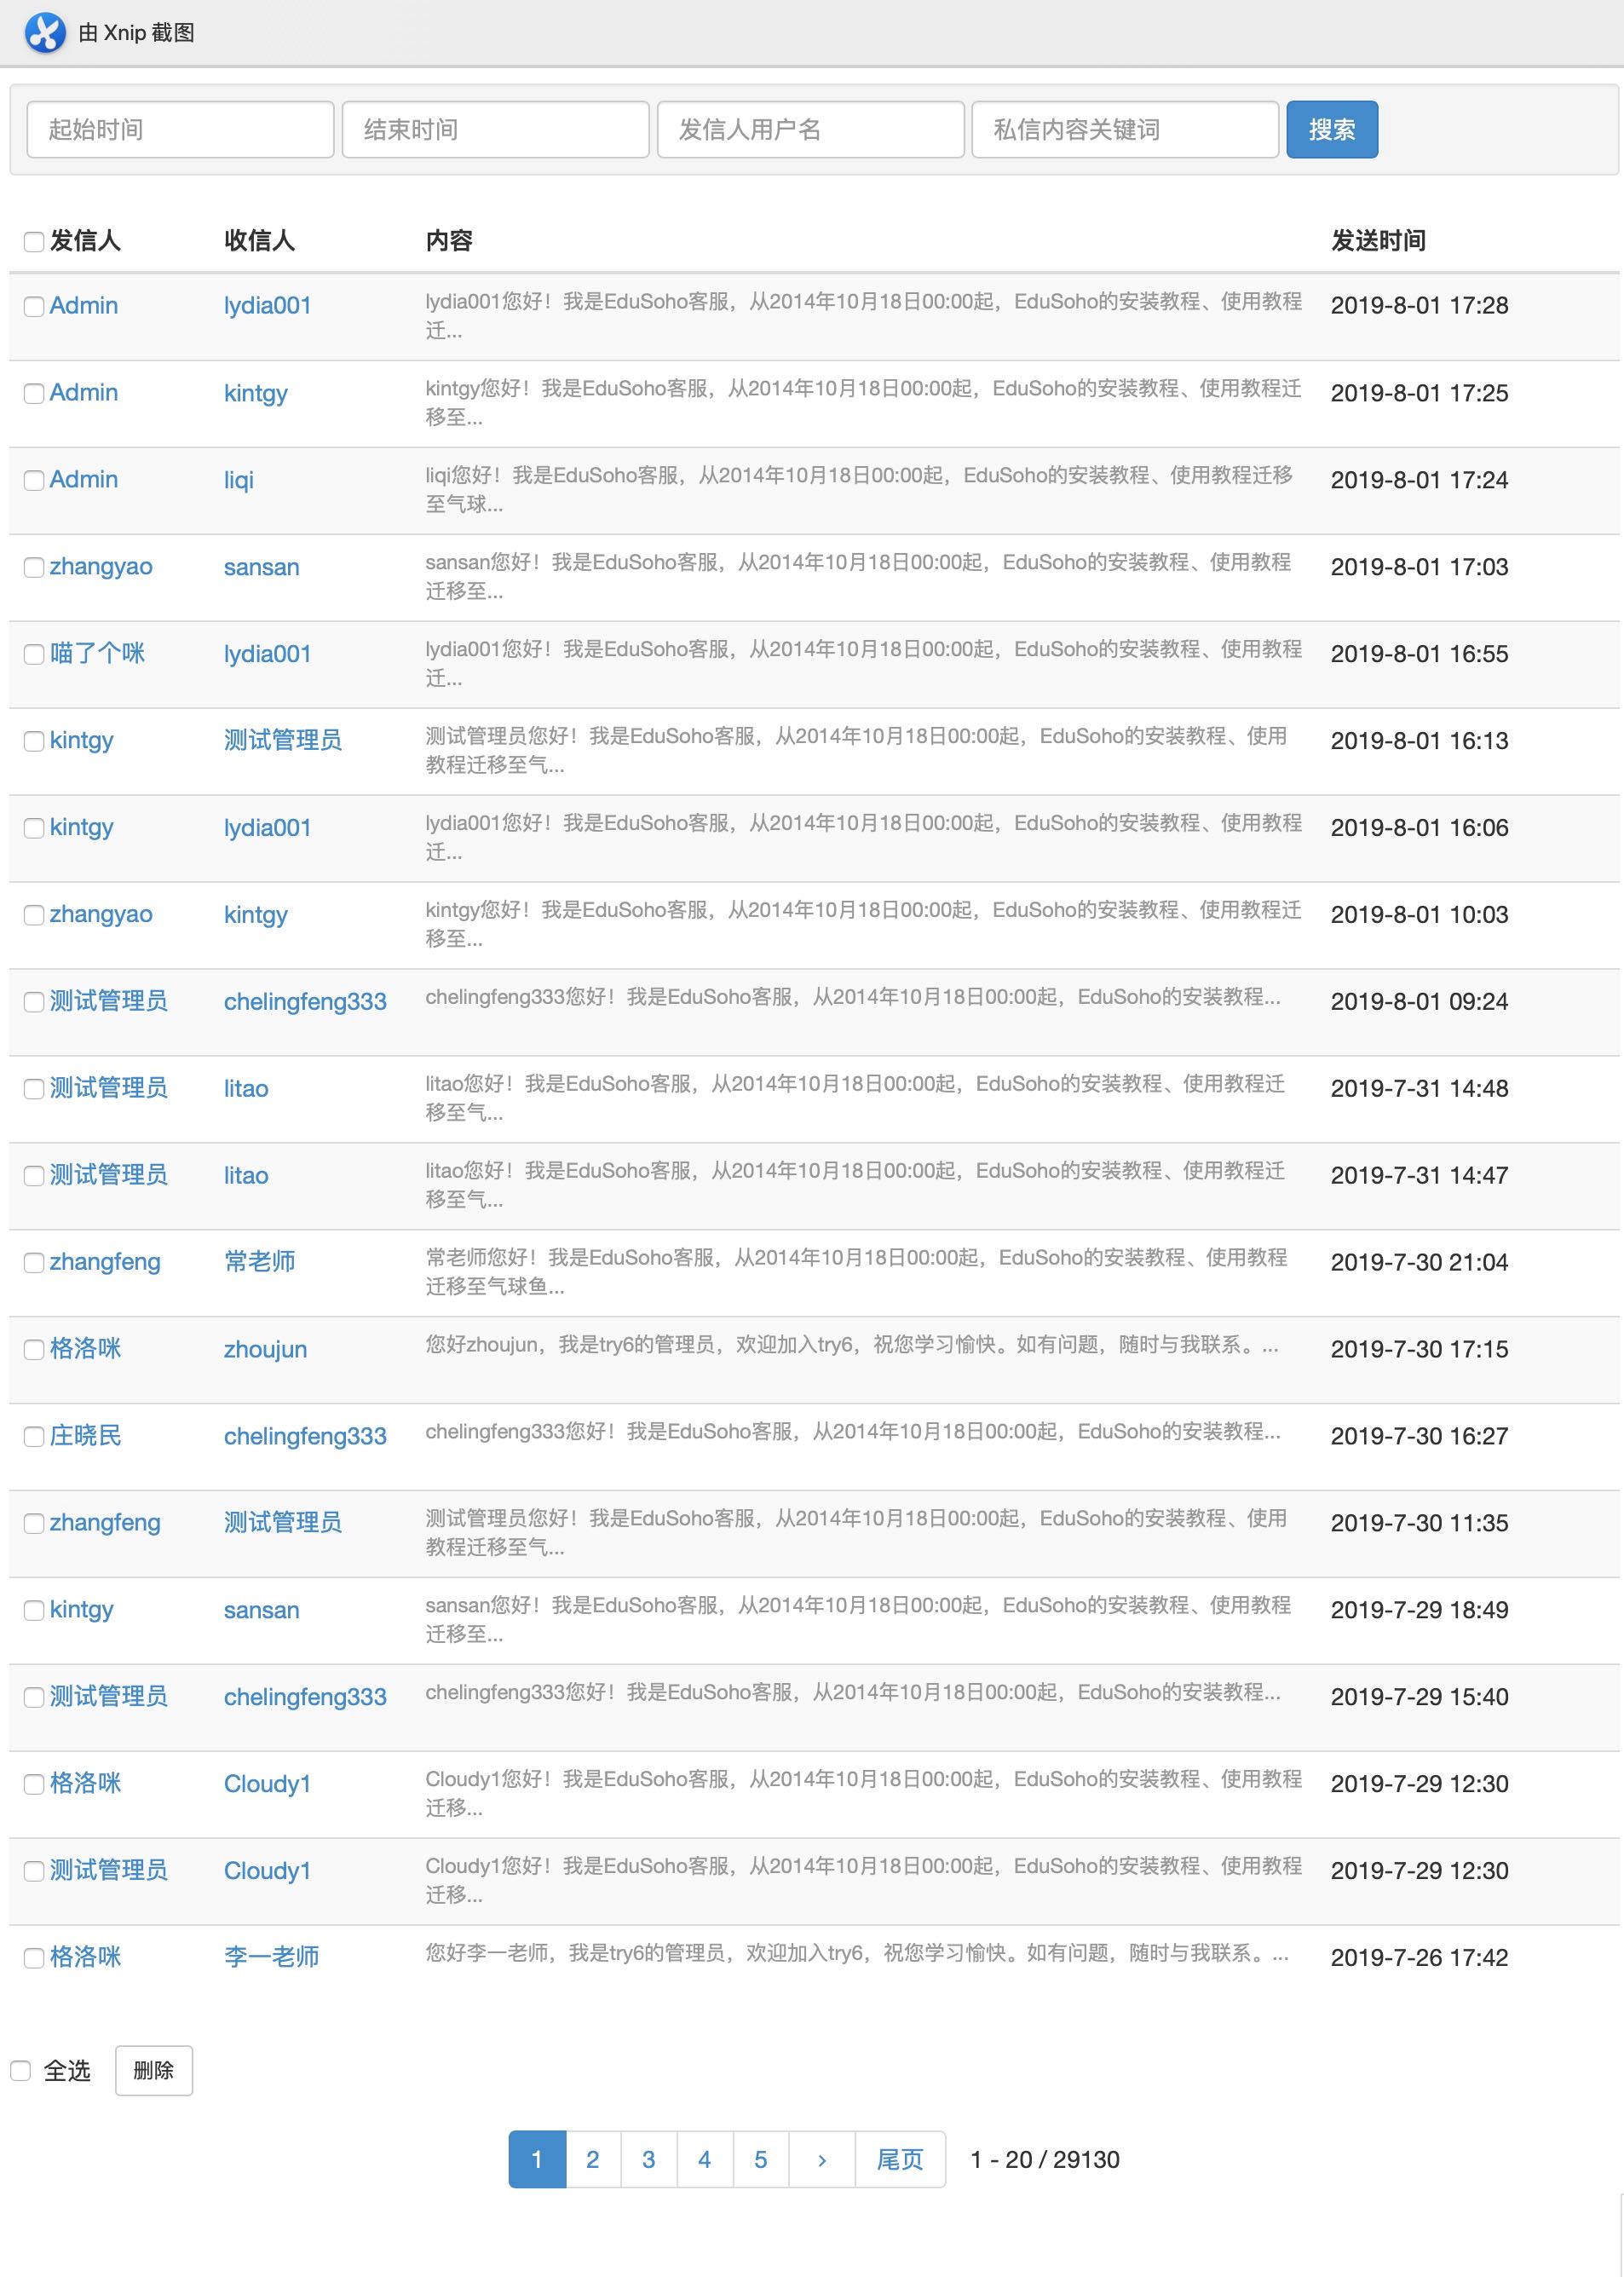 由 Xnip 截图
起始时间 结束时间 发信人用户名 私信内容关键词 搜索
发信人 收信人 内容 发送时间
Admin lydia001 lydia001您好！我是EduSoho客服，从2014年10月18日00:00起，EduSoho的安装教程、使用教程 2019-8-01 17:28
迁...
Admin kintgy kintgy您好！我是EduSoho客服，从2014年10月18日00:00起，EduSoho的安装教程、使用教程迁 2019-8-01 17:25
移至...
Admin liqi liqi您好！我是EduSoho客服，从2014年10月18日00:00起，EduSoho的安装教程、使用教程迁移 2019-8-01 17:24
至气球...
zhangyao sansan sansan您好！我是EduSoho客服，从2014年10月18日00:00起，EduSoho的安装教程、使用教程 2019-8-01 17:03
迁移至...
喵了个咪 lydia001 lydia001您好！我是EduSoho客服，从2014年10月18日00:00起，EduSoho的安装教程、使用教程 2019-8-01 16:55
迁...
kintgy 测试管理员 测试管理员您好！我是EduSoho客服，从2014年10月18日00:00起，EduSoho的安装教程、使用 2019-8-01 16:13
教程迁移至气...
kintgy lydia001 lydia001您好！我是EduSoho客服，从2014年10月18日00:00起，EduSoho的安装教程、使用教程 2019-8-01 16:06
迁...
zhangyao kintgy kintgy您好！我是EduSoho客服，从2014年10月18日00:00起，EduSoho的安装教程、使用教程迁 2019-8-01 10:03
移至...
测试管理员 chelingfeng333 chelingfeng333您好！我是EduSoho客服，从2014年10月18日00:00起，EduSoho的安装教程... 2019-8-01 09:24
测试管理员 litao litao您好！我是EduSoho客服，从2014年10月18日00:00起，EduSoho的安装教程、使用教程迁 2019-7-31 14:48
移至气...
测试管理员 litao litao您好！我是EduSoho客服，从2014年10月18日00:00起，EduSoho的安装教程、使用教程迁 2019-7-31 14:47
移至气...
zhangfeng 常老师 常老师您好！我是EduSoho客服，从2014年10月18日00:00起，EduSoho的安装教程、使用教程 2019-7-30 21:04
迁移至气球鱼...
格洛咪 zhoujun 您好zhoujun，我是try6的管理员，欢迎加入try6，祝您学习愉快。如有问题，随时与我联系。... 2019-7-30 17:15
庄晓民 chelingfeng333 chelingfeng333您好！我是EduSoho客服，从2014年10月18日00:00起，EduSoho的安装教程... 2019-7-30 16:27
zhangfeng 测试管理员 测试管理员您好！我是EduSoho客服，从2014年10月18日00:00起，EduSoho的安装教程、使用 2019-7-30 11:35
教程迁移至气...
kintgy sansan sansan您好！我是EduSoho客服，从2014年10月18日00:00起，EduSoho的安装教程、使用教程 2019-7-29 18:49
迁移至...
测试管理员 chelingfeng333 chelingfeng333您好！我是EduSoho客服，从2014年10月18日00:00起，EduSoho的安装教程... 2019-7-29 15:40
格洛咪 Cloudy1 Cloudy1您好！我是EduSoho客服，从2014年10月18日00:00起，EduSoho的安装教程、使用教程 2019-7-29 12:30
迁移...
测试管理员 Cloudy1 Cloudy1您好！我是EduSoho客服，从2014年10月18日00:00起，EduSoho的安装教程、使用教程 2019-7-29 12:30
迁移...
格洛咪 李一老师 您好李一老师，我是try6的管理员，欢迎加入try6，祝您学习愉快。如有问题，随时与我联系。... 2019-7-26 17:42
全选 删除
1 2 3 4 5 › 尾页 1 - 20 / 29130